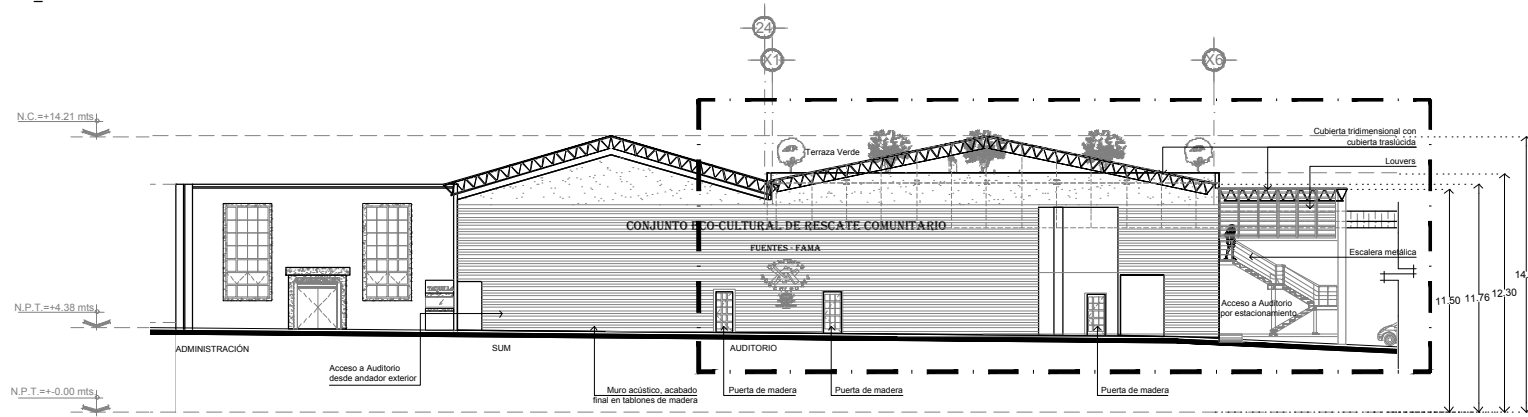 24
X1
X6
N.C.=+14.21 mts.
Cubierta tridimensional con
cubierta traslúcida
Terraza Verde
Louvers
CONJUNTO ECO-CULTURAL DE RESCATE COMUNITARIO
FUENTES - FAMA
Escalera metálica
TAQUILLA
N.P.T.=+4.38 mts.
Acceso a Auditorio
por estacionamiento
11.50
11.76
12.30
14.
ADMINISTRACIÓN
SUM
AUDITORIO
Acceso a Auditorio
desde andador exterior
Muro acústico, acabado
final en tablones de madera
Puerta de madera
Puerta de madera
Puerta de madera
N.P.T.=+-0.00 mts.